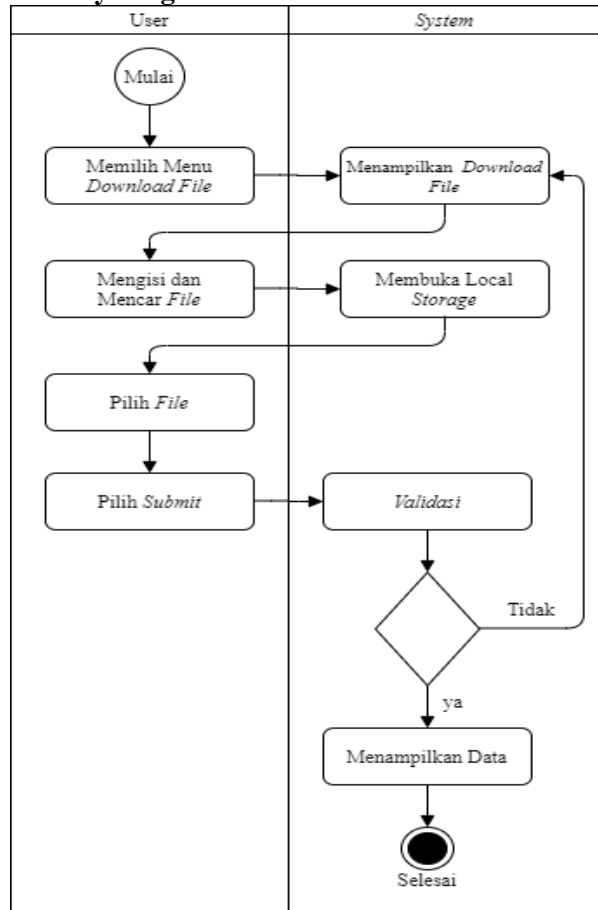 User
System
Mulai
Memilih Menu
Download File
Menampilkan Download
File
Mengisi dan
Mencar File
Membuka Local
Storage
Pilih File
Pilih Submit
Validasi
Tidak
ya
Menampilkan Data
Selesai